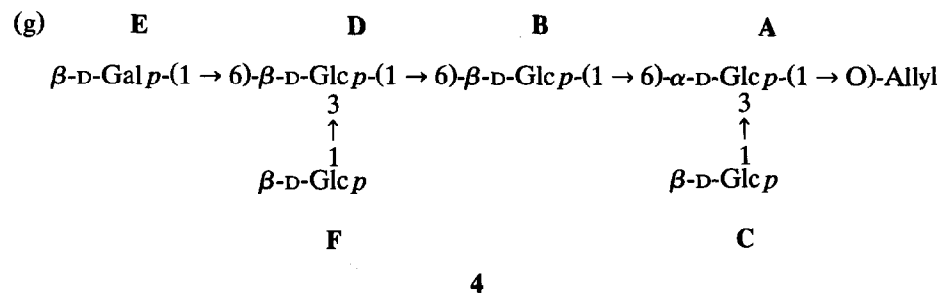 (g) E D B A
β-D-Galp-(1 → 6)-β-D-Glcp-(1 → 6)-β-D-Glcp-(1 → 6)-α-D-Glcp-(1 → O)-Allyl
3 3
↑ ↑
1 1
β-D-Glcp β-D-Glcp
F C
4